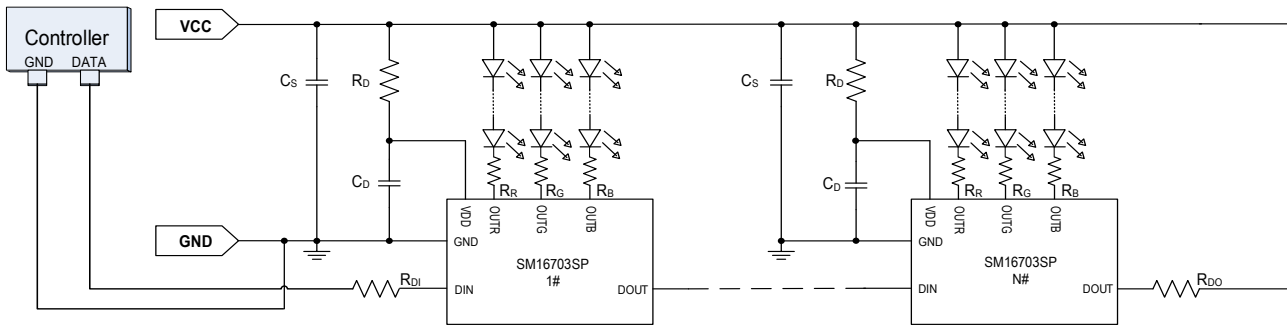 Controller
GND DATA
VCC
CS
RD
CD
GND
RR
RG
RB
VDD
OUTR
OUTG
OUTB
GND
SM16703SP
1#
DIN
DOUT
RDI
CS
RD
CD
RR
RG
RB
VDD
OUTR
OUTG
OUTB
GND
SM16703SP
N#
DIN
DOUT
RDO